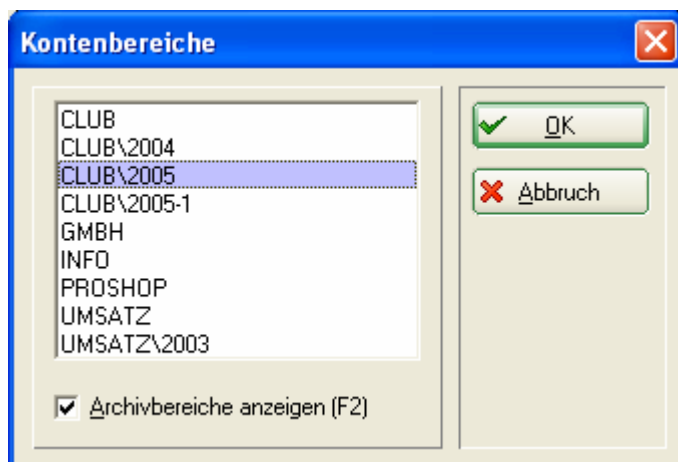 Kontenbereiche
CLUB
CLUB\2004
CLUB\2005
CLUB\2005-1
GMBH
INFO
PROSHOP
UMSATZ
UMSATZ\2003
Archivbereiche anzeigen (F2)
OK
Abbruch